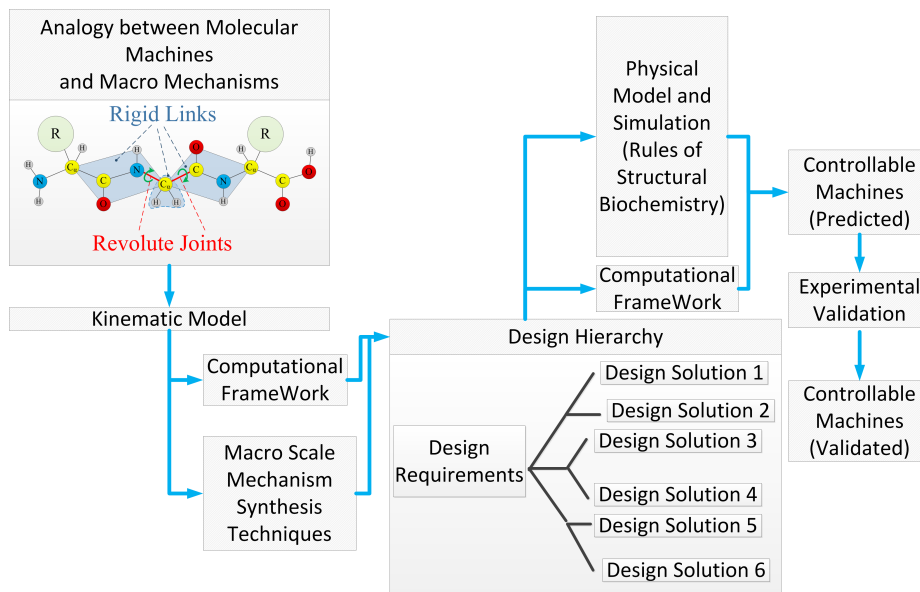 Analogy between Molecular
Machines
and Macro Mechanisms
Rigid Links
R
R
H
H
H
O
H
H
N
Cα
C
N
Cα
C
N
Cα
C
O
H
O
H
H
H
O
Revolute Joints
Kinematic Model
Computational
FrameWork
Macro Scale
Mechanism
Synthesis
Techniques
Design Hierarchy
Design
Requirements
Design Solution 1
Design Solution 2
Design Solution 3
Design Solution 4
Design Solution 5
Design Solution 6
Physical
Model and
Simulation
(Rules of
Structural
Biochemistry)
Computational
FrameWork
Controllable
Machines
(Predicted)
Experimental
Validation
Controllable
Machines
(Validated)